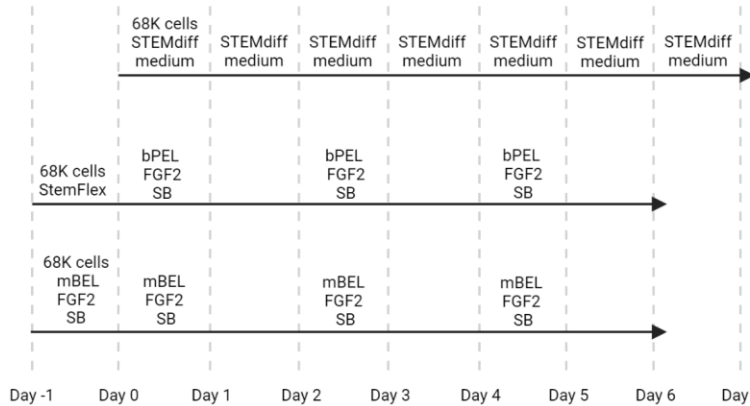 68K cells
STEMdiff STEMdiff STEMdiff STEMdiff STEMdiff STEMdiff STEMdiff
medium medium medium medium medium medium medium
bPEL bPEL bPEL
68K cells FGF2 FGF2 FGF2
StemFlex SB SB SB
68K cells
mBEL mBEL mBEL mBEL
FGF2 FGF2 FGF2 FGF2
SB SB SB SB
Day -1 Day 0 Day 1 Day 2 Day 3 Day 4 Day 5 Day 6 Day